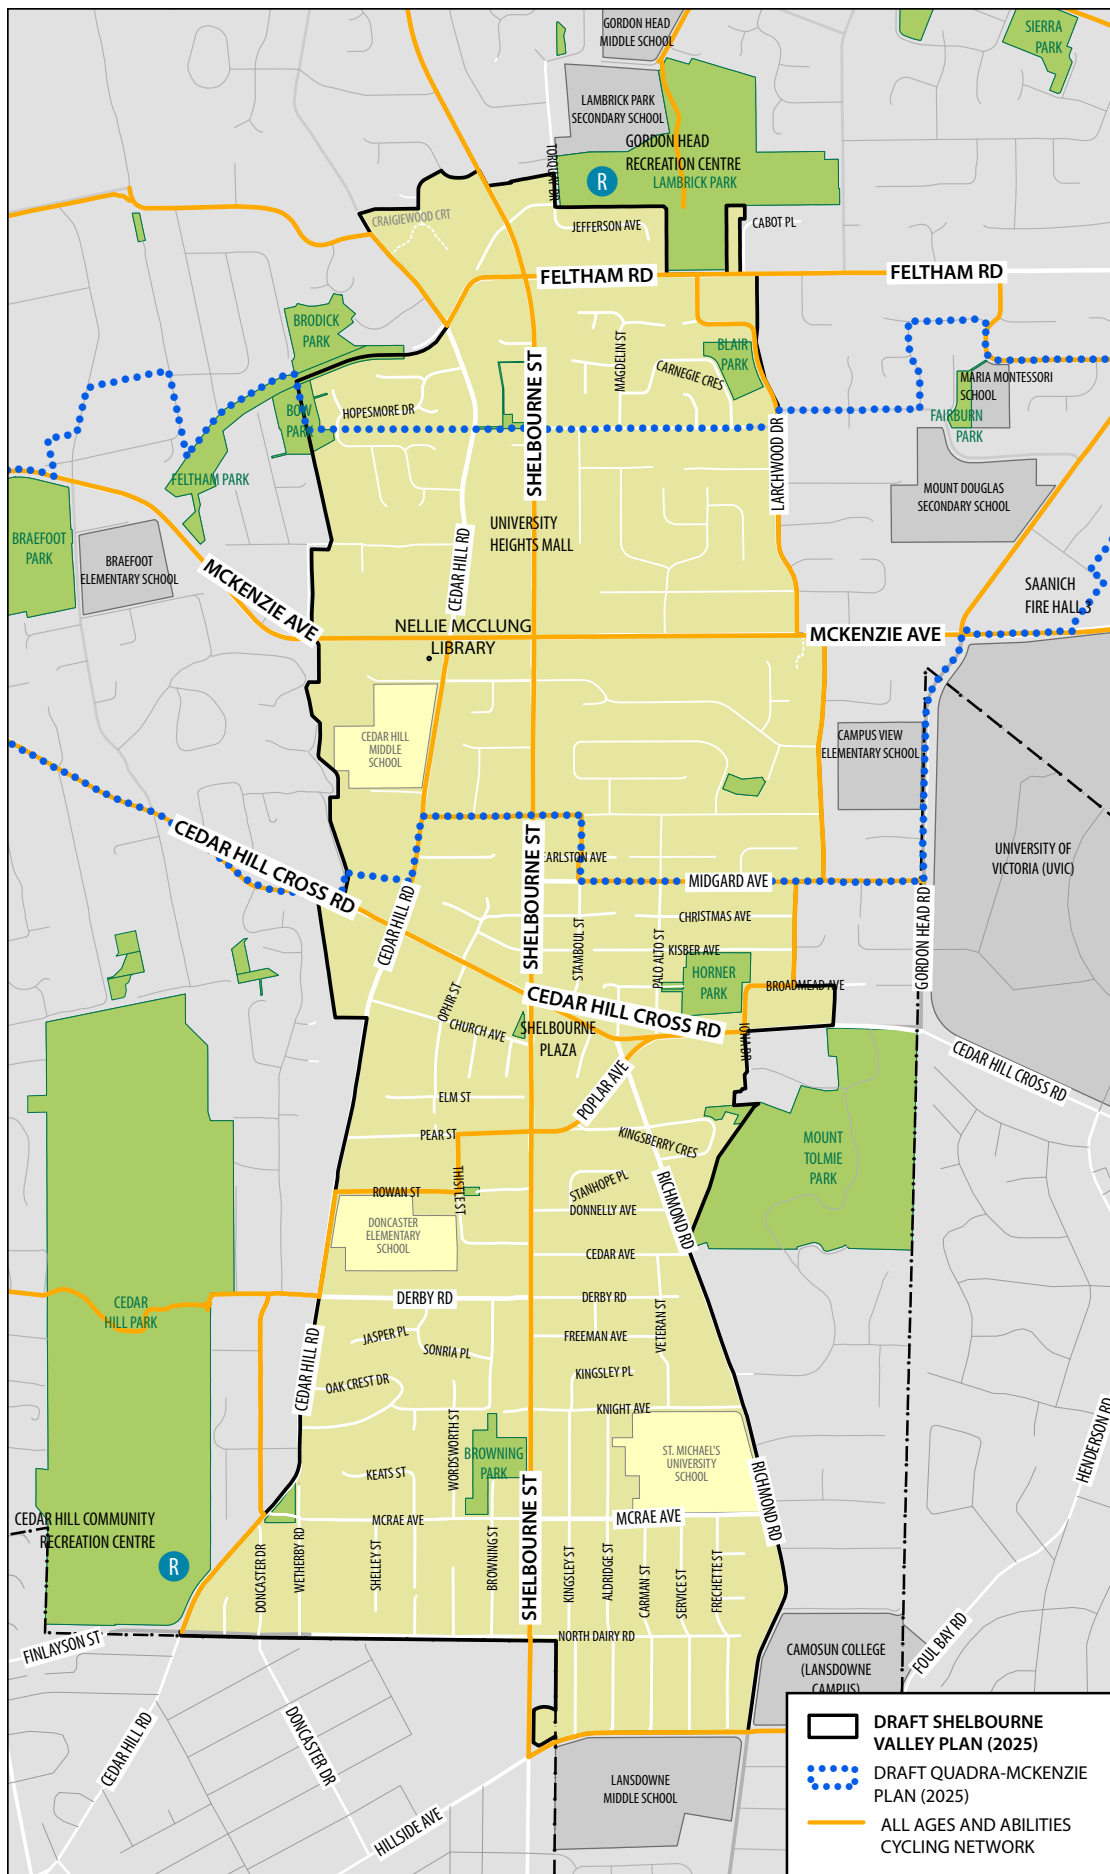 GORDON HEAD
MIDDLE SCHOOL
SIERRA
PARK
LAMBRICK PARK
SECONDARY SCHOOL
GORDON HEAD
RECREATION CENTRE
LAMBRICK PARK
R
TORQUAY DR
CRAIGIEWOOD CRT
JEFFERSON AVE
CABOT PL
FELTHAM RD
FELTHAM RD
BRODICK
PARK
SHELBOURNE ST
MAGDELIN ST
BLAIR
PARK
CARNEGIE CRES
MARIA MONTESSORI
SCHOOL
BOW
PARK
HOPESMORE DR
FAIRBURN
PARK
LARCHWOOD DR
FELTHAM PARK
MOUNT DOUGLAS
SECONDARY SCHOOL
UNIVERSITY
HEIGHTS MALL
BRAEFOOT
PARK
BRAEFOOT
ELEMENTARY SCHOOL
CEDAR HILL RD
MCKENZIE AVE
SAANICH
FIRE HALL 3
NELLIE MCCLUNG
LIBRARY
MCKENZIE AVE
CEDAR HILL
MIDDLE
SCHOOL
CAMPUS VIEW
ELEMENTARY SCHOOL
CEDAR HILL CROSS RD
SHELBOURNE ST
UNIVERSITY OF
VICTORIA (UVIC)
EARLSTON AVE
MIDGARD AVE
CEDAR HILL RD
CHRISTMAS AVE
GORDON HEAD RD
STAMBOUL ST
PALO ALTO ST
KISBER AVE
HORNER
PARK
BROADMEAD AVE
OPHIR ST
CEDAR HILL CROSS RD
CHURCH AVE
SHELBOURNE
PLAZA
IONA DR
CEDAR HILL CROSS RD
POPLAR AVE
ELM ST
PEAR ST
KINGSBERRY CRES
MOUNT
TOLMIE
PARK
THISTLE ST
STANHOPE PL
RICHMOND RD
ROWAN ST
DONNELLY AVE
DONCASTER
ELEMENTARY
SCHOOL
CEDAR AVE
CEDAR
HILL PARK
DERBY RD
DERBY RD
VETERAN ST
CEDAR HILL RD
JASPER PL
FREEMAN AVE
SONRIA PL
OAK CREST DR
KINGSLEY PL
KNIGHT AVE
HENDERSON RD
WORDSWORTH ST
BROWNING
PARK
ST. MICHAEL'S
UNIVERSITY
SCHOOL
KEATS ST
SHELBOURNE ST
RICHMOND RD
CEDAR HILL COMMUNITY
RECREATION CENTRE
R
MCRAE AVE
MCRAE AVE
DONCASTER DR
WETHERBY RD
SHELLEY ST
BROWNING ST
KINGSLEY ST
ALDRIDGE ST
CARMAN ST
SERVICE ST
FRECHETTE ST
FINLAYSON ST
NORTH DAIRY RD
CAMOSUN COLLEGE
(LANSDOWNE
CAMPUS)
FOUL BAY RD
CEDAR HILL RD
DONCASTER DR
LANSDOWNE
MIDDLE SCHOOL
HILLSIDE AVE
DRAFT SHELBOURNE
VALLEY PLAN (2025)
DRAFT QUADRA-MCKENZIE
PLAN (2025)
ALL AGES AND ABILITIES
CYCLING NETWORK